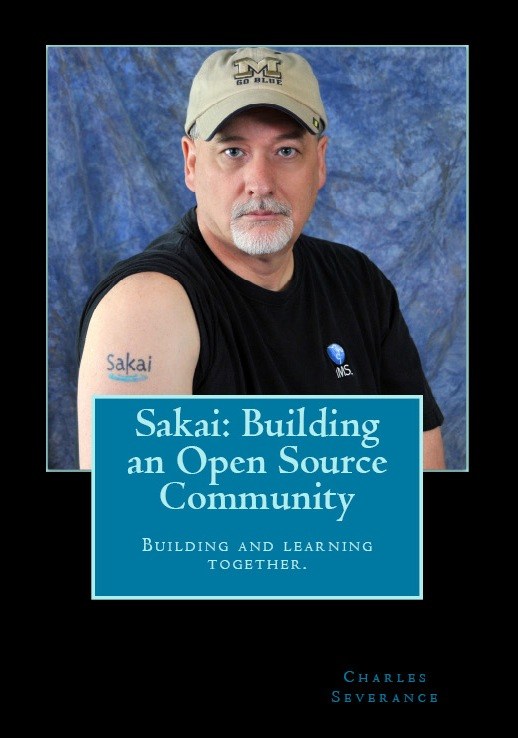 M
GO BLUE
Sakai
IMS.
Sakai: Building
an Open Source
Community
Building and learning
together.
Charles
Severance